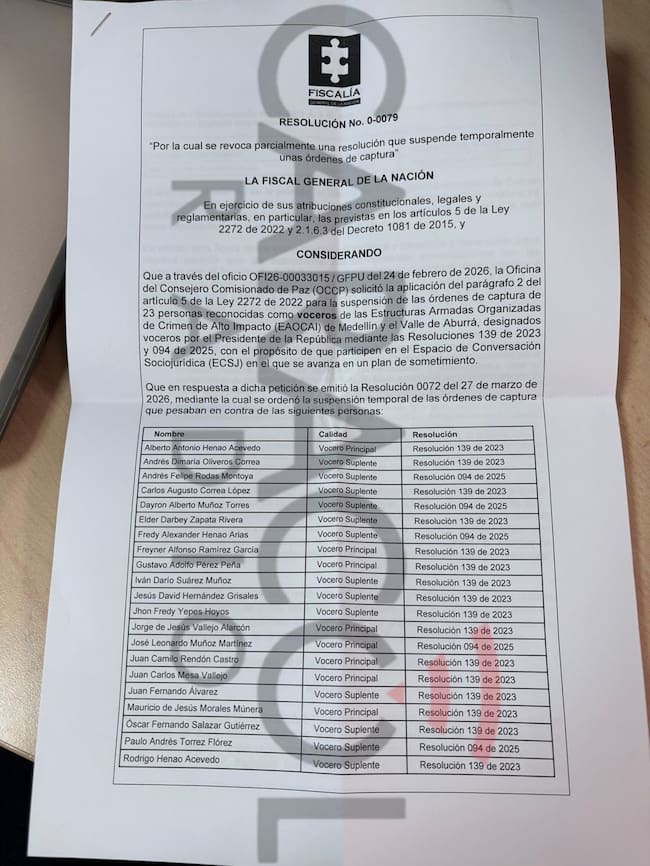 FISCALÍA
GENERAL DE LA NACIÓN
RESOLUCIÓN No. 0-0079
“Por la cual se revoca parcialmente una resolución que suspende temporalmente
unas órdenes de captura”
LA FISCAL GENERAL DE LA NACIÓN
En ejercicio de sus atribuciones constitucionales, legales y
reglamentarias, en particular, las previstas en los artículos 5 de la Ley
2272 de 2022 y 2.1.6.3 del Decreto 1081 de 2015, y
CONSIDERANDO
Que a través del oficio OFI26-00033015 / GFPU del 24 de febrero de 2026, la Oficina
del Consejero Comisionado de Paz (OCCP) solicitó la aplicación del parágrafo 2 del
artículo 5 de la Ley 2272 de 2022 para la suspensión de las órdenes de captura de
23 personas reconocidas como voceros de las Estructuras Armadas Organizadas
de Crimen de Alto Impacto (EAOCAI) de Medellín y el Valle de Aburrá, designados
voceros por el Presidente de la República mediante las Resoluciones 139 de 2023
y 094 de 2025, con el propósito de que participen en el Espacio de Conversación
Sociojurídica (ECSJ) en el que se avanza en un plan de sometimiento.
Que en respuesta a dicha petición se emitió la Resolución 0072 del 27 de marzo de
2026, mediante la cual se ordenó la suspensión temporal de las órdenes de captura
que pesaban en contra de las siguientes personas:
Nombre Calidad Resolución
Alberto Antonio Henao Acevedo Vocero Principal Resolución 139 de 2023
Andrés Dimaria Oliveros Correa Vocero Suplente Resolución 139 de 2023
Andrés Felipe Rodas Montoya Vocero Suplente Resolución 094 de 2025
Carlos Augusto Correa López Vocero Suplente Resolución 139 de 2023
Dayron Alberto Muñoz Torres Vocero Suplente Resolución 094 de 2025
Elder Darbey Zapata Rivera Vocero Suplente Resolución 139 de 2023
Fredy Alexander Henao Arias Vocero Suplente Resolución 094 de 2025
Freyner Alfonso Ramírez García Vocero Principal Resolución 139 de 2023
Gustavo Adolfo Pérez Peña Vocero Principal Resolución 139 de 2023
Iván Darío Suárez Muñoz Vocero Suplente Resolución 139 de 2023
Jesús David Hernández Grisales Vocero Suplente Resolución 139 de 2023
Jhon Fredy Yepes Hoyos Vocero Suplente Resolución 139 de 2023
Jorge de Jesús Vallejo Alarcón Vocero Principal Resolución 139 de 2023
José Leonardo Muñoz Martínez Vocero Principal Resolución 094 de 2025
Juan Camilo Rendón Castro Vocero Principal Resolución 139 de 2023
Juan Carlos Mesa Vallejo Vocero Principal Resolución 139 de 2023
Juan Fernando Álvarez Vocero Suplente Resolución 139 de 2023
Mauricio de Jesús Morales Múnera Vocero Principal Resolución 139 de 2023
Óscar Fernando Salazar Gutiérrez Vocero Suplente Resolución 139 de 2023
Paulo Andrés Torrez Flórez Vocero Suplente Resolución 094 de 2025
Rodrigo Henao Acevedo Vocero Suplente Resolución 139 de 2023
CARACOL
RADIO